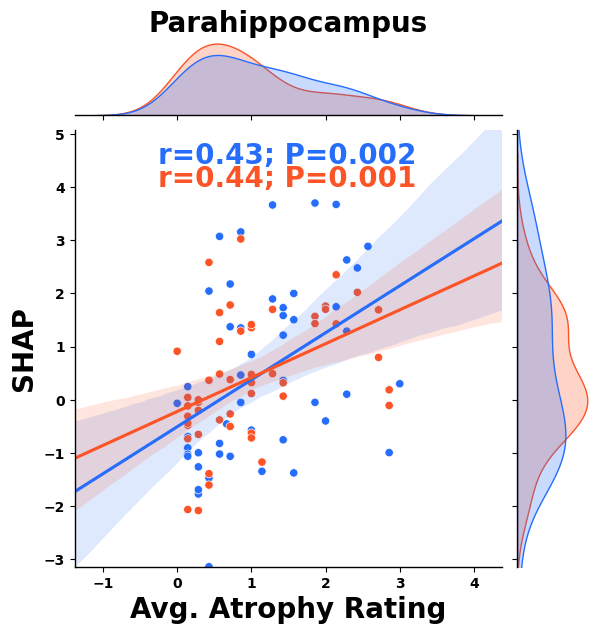 Parahippocampus
r=0.43; P=0.002
r=0.44; P=0.001
SHAP
5
4
3
2
1
0
−1
−2
−3
−1 0 1 2 3 4
Avg. Atrophy Rating